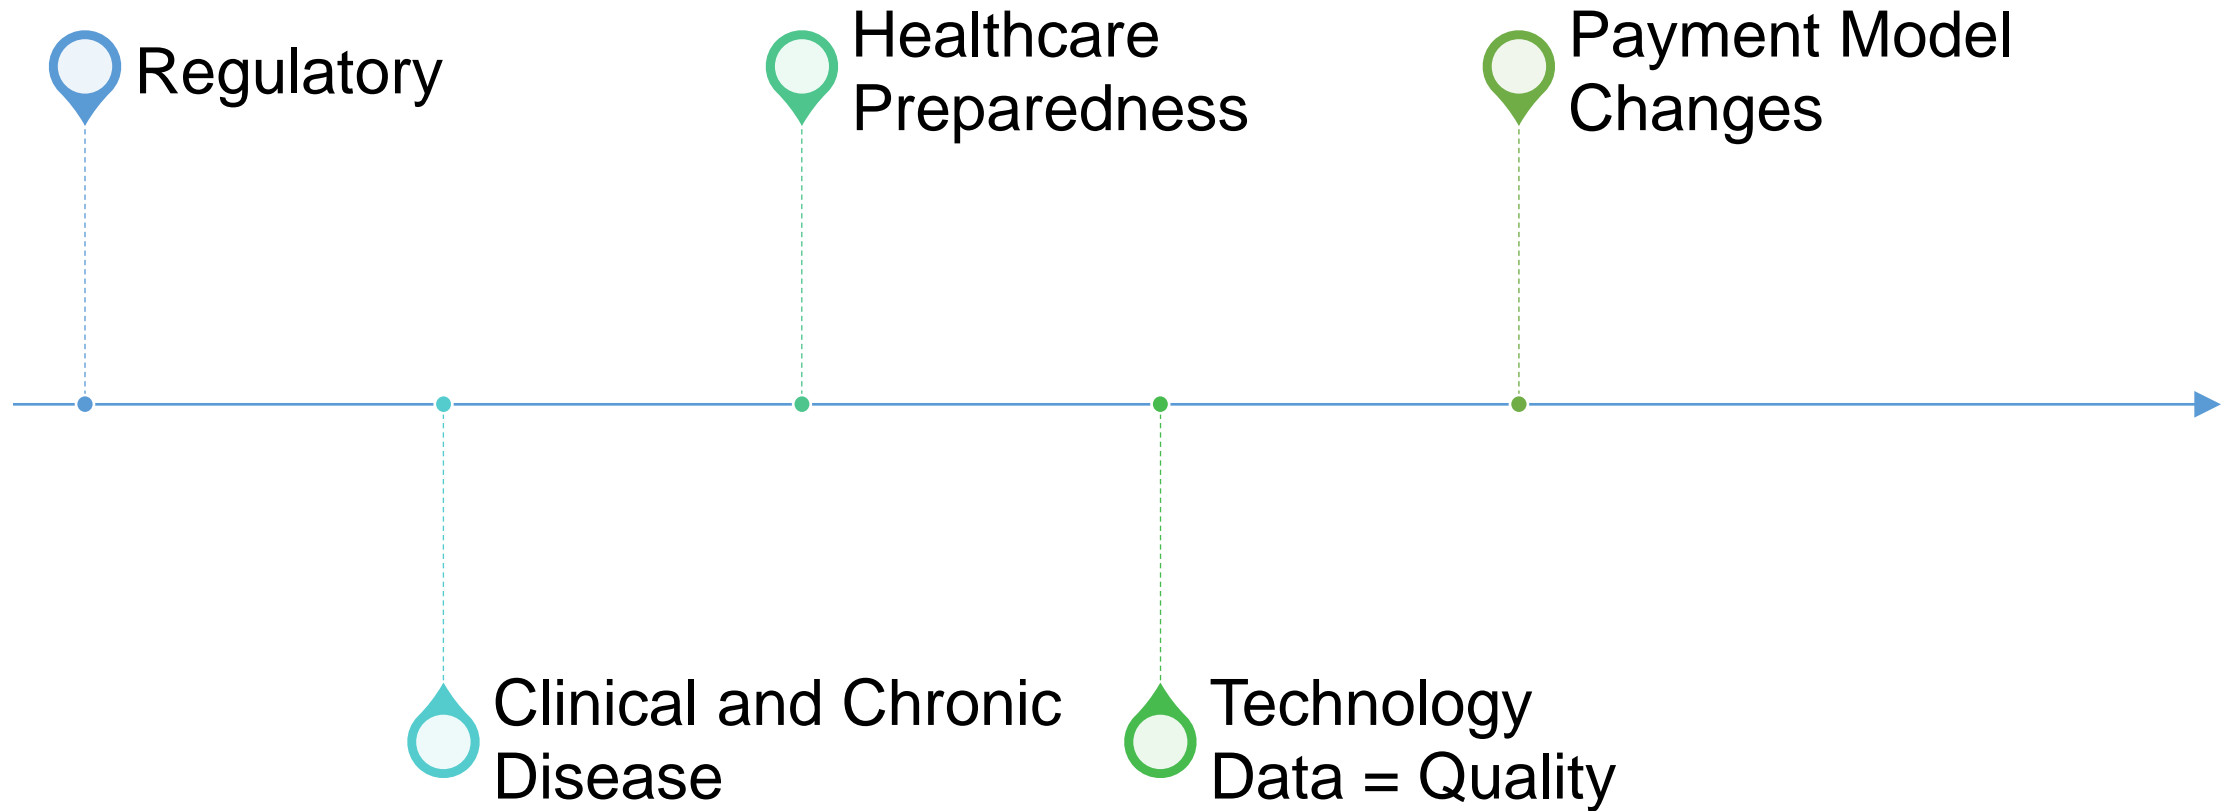 Regulatory
Healthcare
Preparedness
Payment Model
Changes
Clinical and Chronic
Disease
Technology
Data = Quality